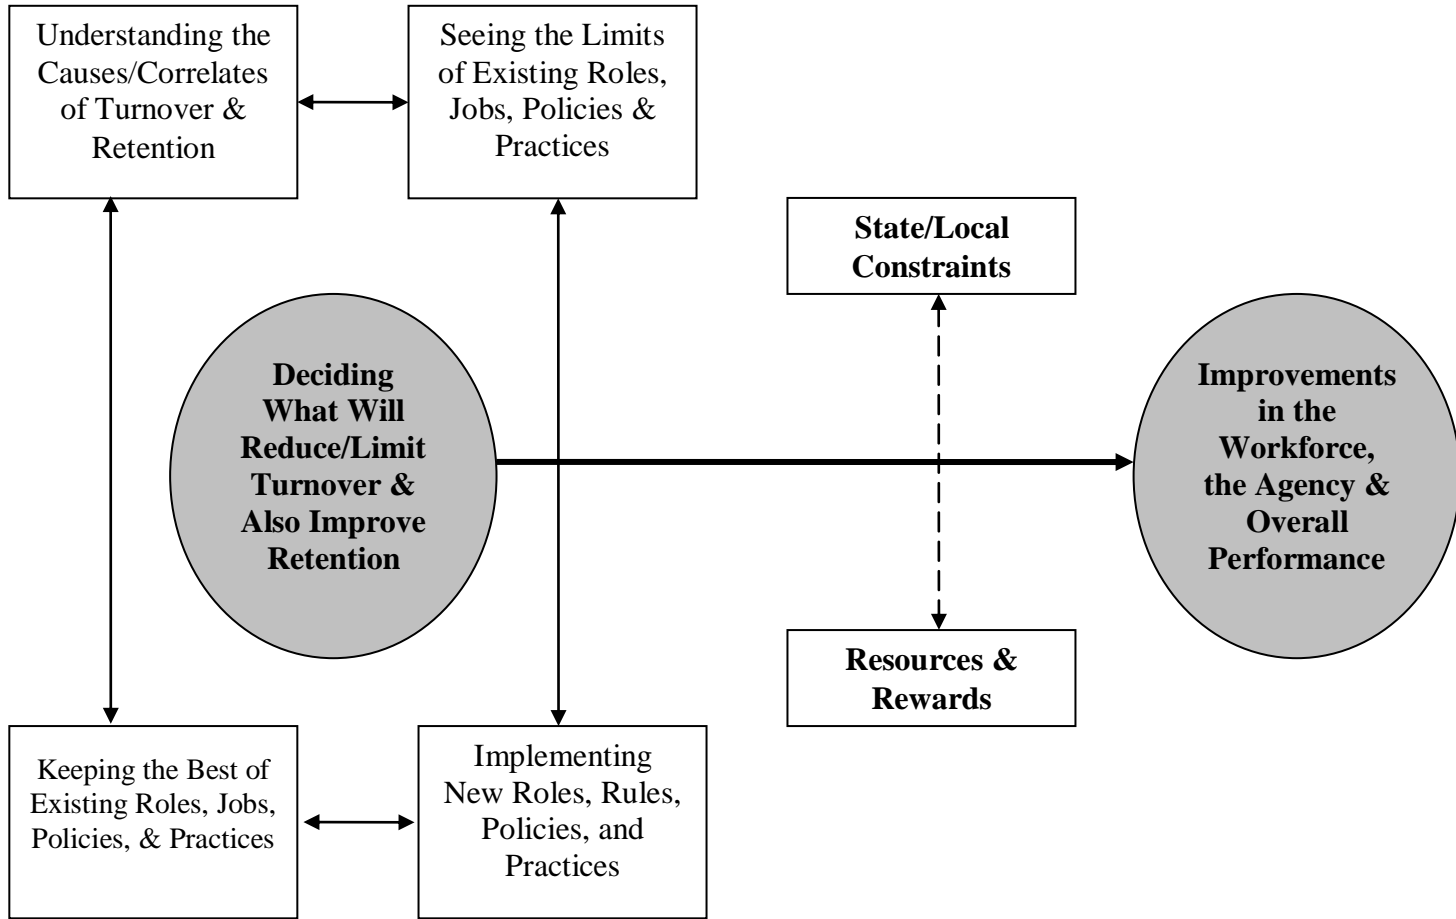 Understanding the
Causes/Correlates
of Turnover &
Retention
Seeing the Limits
of Existing Roles,
Jobs, Policies &
Practices
State/Local
Constraints
Deciding
What Will
Reduce/Limit
Turnover &
Also Improve
Retention
Improvements
in the
Workforce,
the Agency &
Overall
Performance
Resources &
Rewards
Keeping the Best of
Existing Roles, Jobs,
Policies, & Practices
Implementing
New Roles, Rules,
Policies, and
Practices